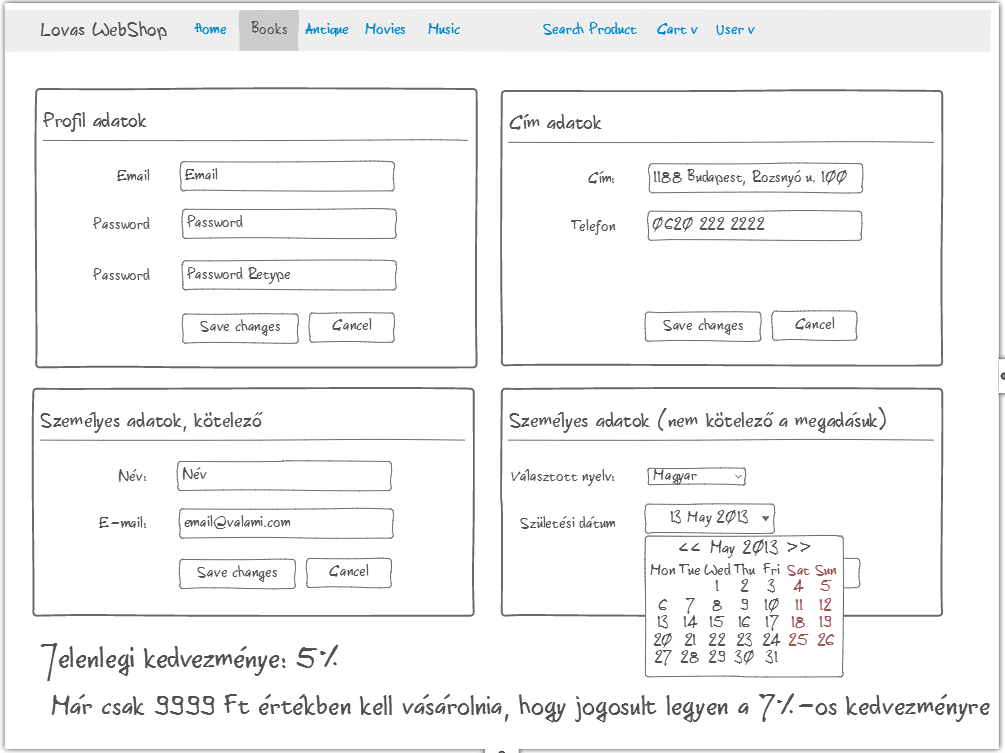 Lovas WebShop Home Books Antique Movies Music Search Product Cart v User v
Profil adatok
Email Email
Password Password
Password Password Retype
Save changes Cancel
Cím adatok
Cím: 1188 Budapest, Rozsnyó u. 100
Telefon 0620 222 2222
Save changes Cancel
Személyes adatok, kötelező
Név: Név
E-mail: email@valami.com
Save changes Cancel
Személyes adatok (nem kötelező a megadásuk)
Választott nyelv: Magyar
Születési dátum 13 May 2013
<< May 2013 >>
Mon Tue Wed Thu Fri Sat Sun
1 2 3 4 5
6 7 8 9 10 11 12
13 14 15 16 17 18 19
20 21 22 23 24 25 26
27 28 29 30 31
Jelenlegi kedvezménye: 5%
Már csak 9999 Ft értékben kell vásárolnia, hogy jogosult legyen a 7%-os kedvezményre